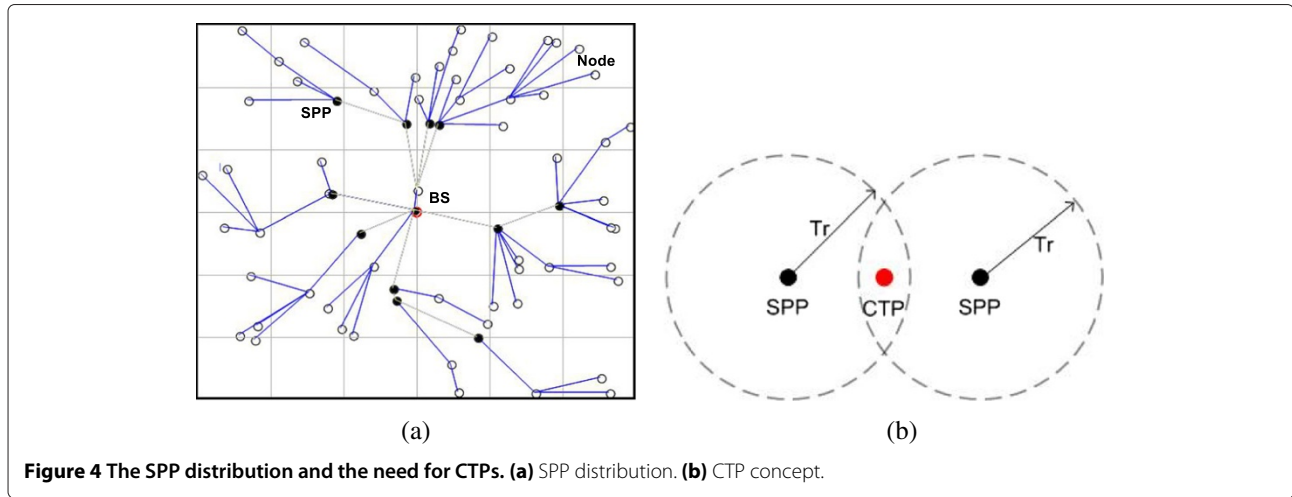 Node
SPP
BS
Tr
Tr
SPP
CTP
SPP
(a)
(b)
Figure 4 The SPP distribution and the need for CTPs. (a) SPP distribution. (b) CTP concept.